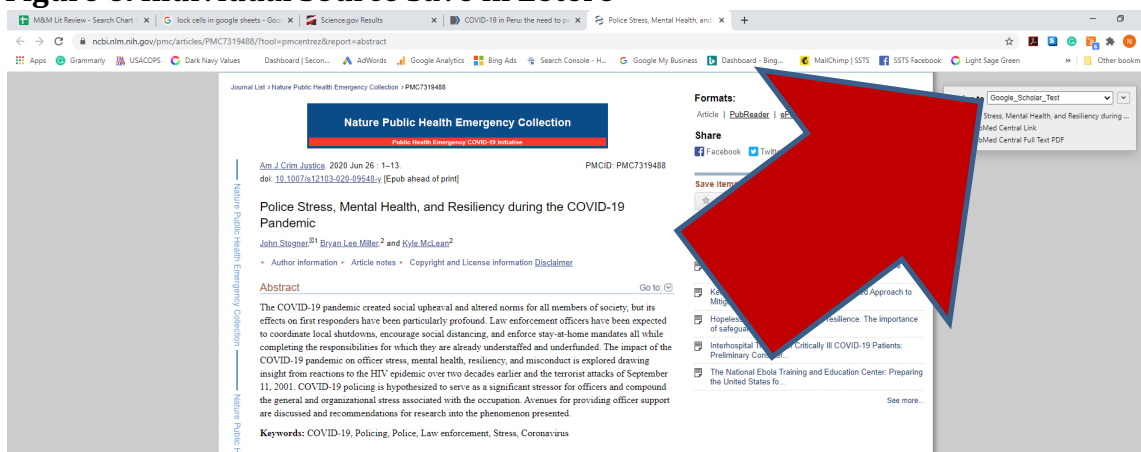 M&M Lit Review - Search Chart -
lock cells in google sheets - Goo
Science.gov Results
COVID-19 in Peru: the need to p
Police Stress, Mental Health, and
ncbi.nlm.nih.gov/pmc/articles/PMC7319488/?tool=pmcentrez&report=abstract
Apps
Grammarly
USACOPS
Dark Navy Values
Dashboard | Secon...
AdWords
Google Analytics
Bing Ads
Search Console - H...
Google My Business
Dashboard - Bing...
MailChimp | SSTS
SSTS Facebook
Light Sage Green
»
Other bookm
Journal List > Nature Public Health Emergency Collection > PMC7319488
Nature Public Health Emergency Collection
Public Health Emergency COVID-19 Initiative
Am J Crim Justice. 2020 Jun 26 : 1–13.
PMCID: PMC7319488
doi: 10.1007/s12103-020-09548-y [Epub ahead of print]
Police Stress, Mental Health, and Resiliency during the COVID-19
Pandemic
John Stogner,1 Bryan Lee Miller,2 and Kyle McLean2
Author information
Article notes
Copyright and License information Disclaimer
Abstract
Go to:
The COVID-19 pandemic created social upheaval and altered norms for all members of society, but its
effects on first responders have been particularly profound. Law enforcement officers have been expected
to coordinate local shutdowns, encourage social distancing, and enforce stay-at-home mandates all while
completing the responsibilities for which they are already understaffed and underfunded. The impact of the
COVID-19 pandemic on officer stress, mental health, resiliency, and misconduct is explored drawing
insight from reactions to the HIV epidemic over two decades earlier and the terrorist attacks of September
11, 2001. COVID-19 policing is hypothesized to serve as a significant stressor for officers and compound
the general and organizational stress associated with the occupation. Avenues for providing officer support
are discussed and recommendations for research into the phenomenon presented.
Keywords: COVID-19, Policing, Police, Law enforcement, Stress, Coronavirus
Nature Public Health Emergency Collection
Nature Public H
Formats:
Article | PubReader |
Share
Facebook
Save items
Approach to
resilience: The importance
of
Interhospital
Critically Ill COVID-19 Patients:
Preliminary
The National Ebola Training and Education Center: Preparing
the United States fo...
See more...
Google_Scholar_Test
Stress, Mental Health, and Resiliency during ...
Med Central Link
Med Central Full Text PDF